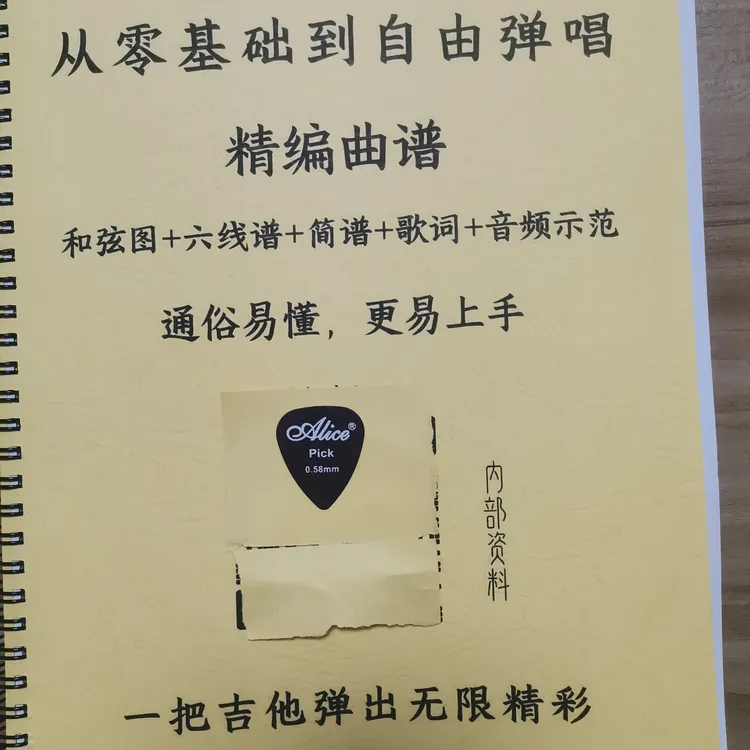 从零基础到自由弹唱
精编曲谱
和弦图+六线谱+简谱+歌词+音频示范
通俗易懂，更易上手
Alice®
Pick
0.58mm
内部资料
一把吉他弹出无限精彩